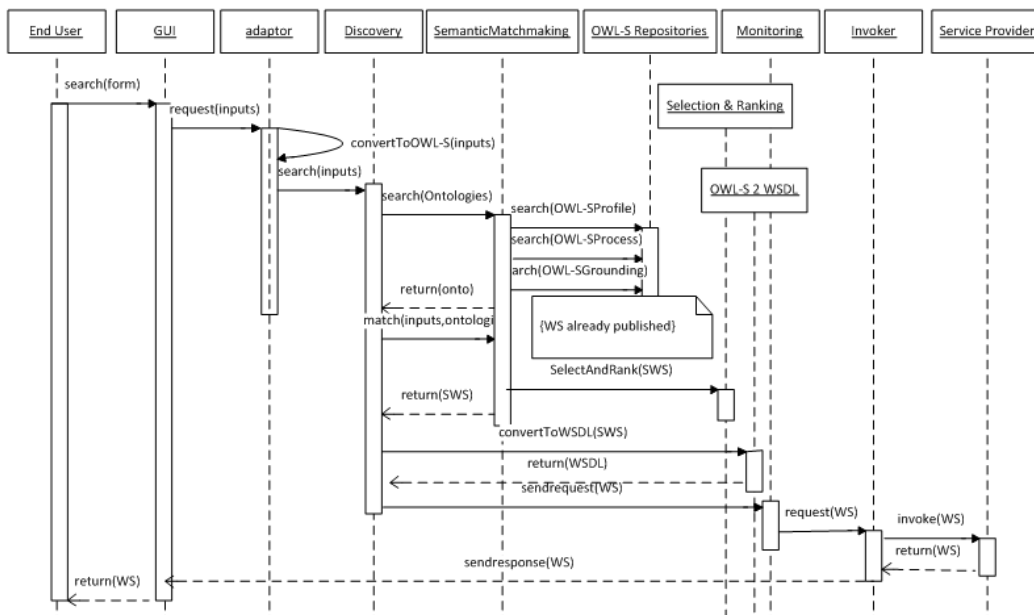 End User
GUI
adaptor
Discovery
SemanticMatchmaking
OWL-S Repositories
Monitoring
Invoker
Service Provider
search(form)
Selection & Ranking
request(inputs)
convertToOWL-S(inputs)
search(inputs)
OWL-S 2 WSDL
search(Ontologies)
search(OWL-SProfile)
search(OWL-SProcess)
arch(OWL-SGrounding)
return(onto)
match(inputs,ontologi
{WS already published}
SelectAndRank(SWS)
return(SWS)
convertToWSDL(SWS)
return(WSDL)
sendrequest(WS)
request(WS)
invoke(WS)
return(WS)
sendresponse(WS)
return(WS)